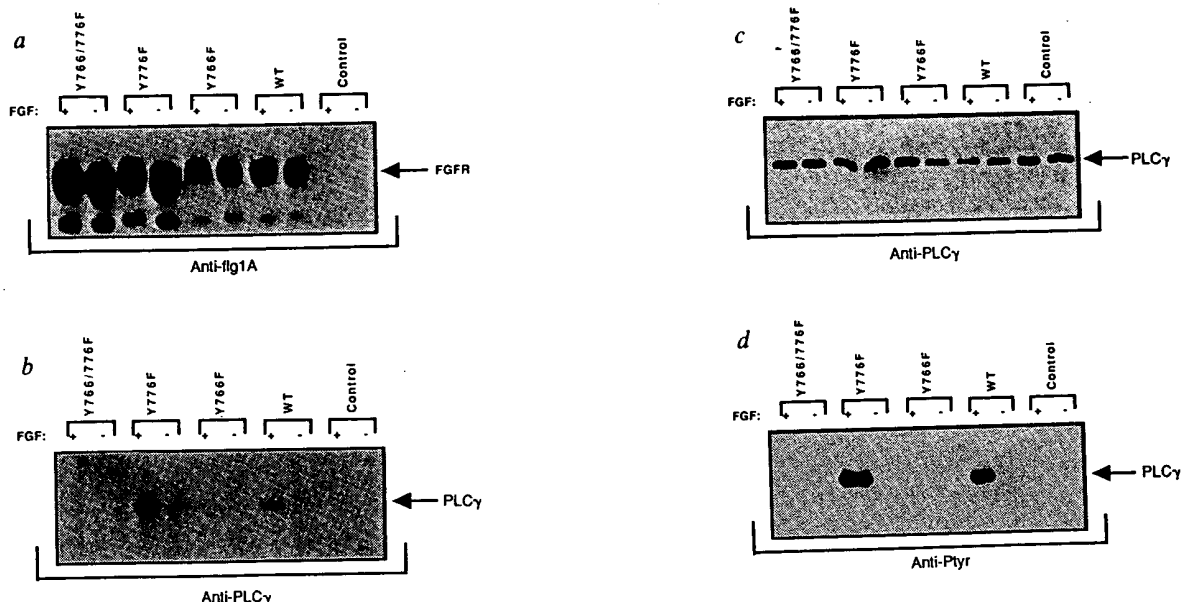 a
Y766/776F
Y776F
Y766F
WT
Control
FGF: + - + - + - + - + -
FGFR
Anti-flg1A
b
Y766/776F
Y776F
Y766F
WT
Control
FGF: + - + - + - + - + -
PLCγ
Anti-PLCγ
c
Y766/776F
Y776F
Y766F
WT
Control
FGF: + - + - + - + - + -
PLCγ
Anti-PLCγ
d
Y766/776F
Y776F
Y766F
WT
Control
FGF: + - + - + - + - + -
PLCγ
Anti-Ptyr